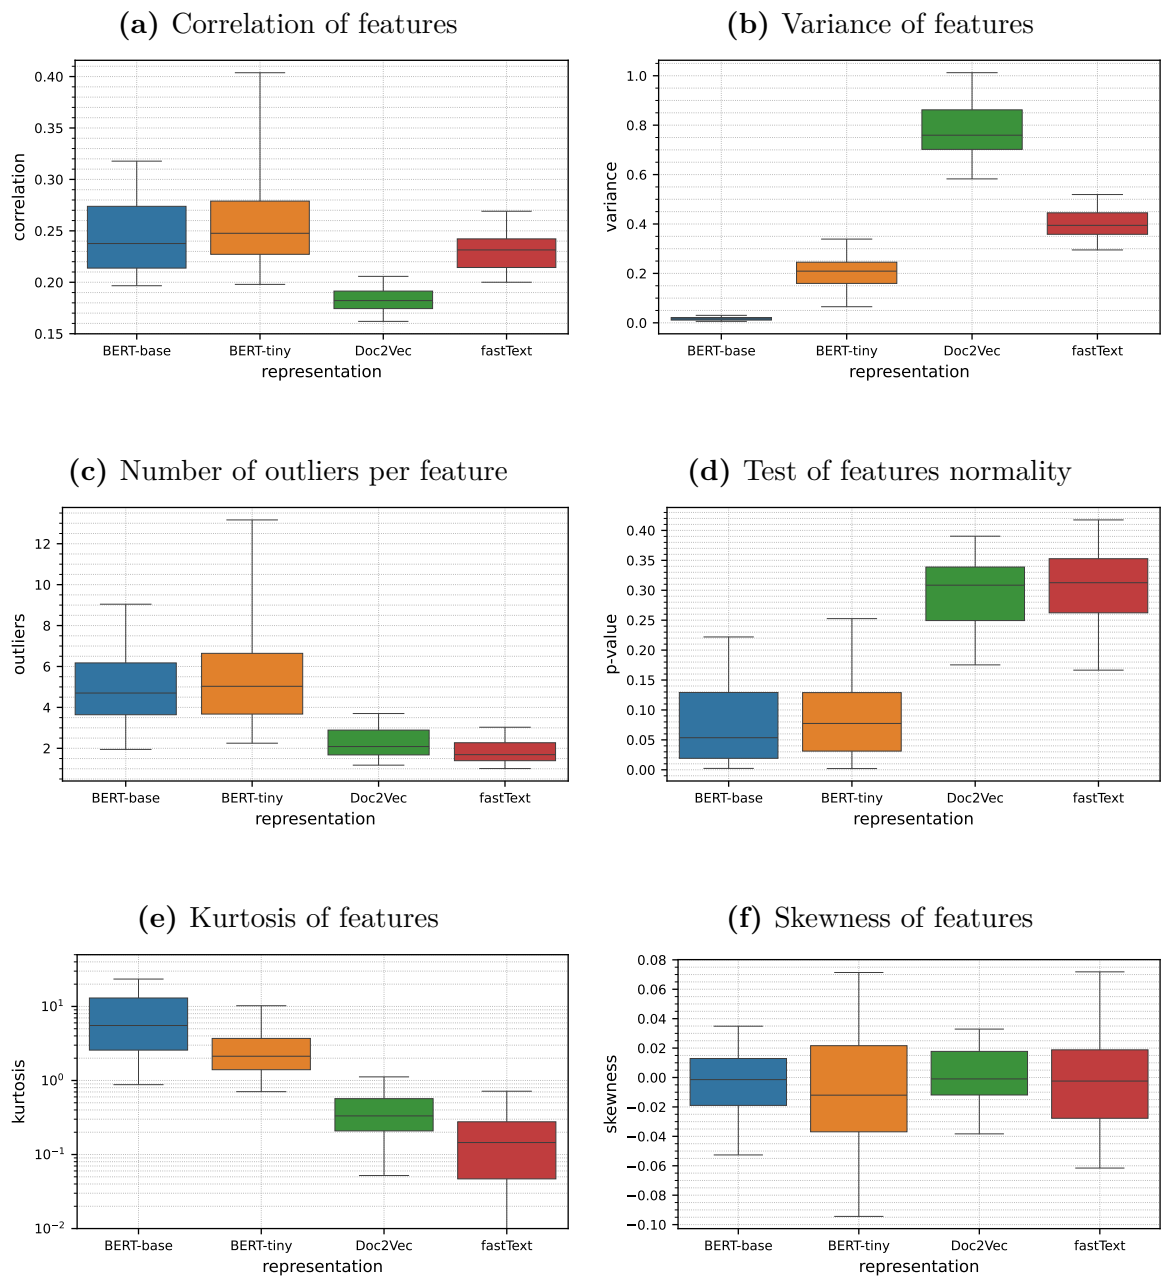 (a) Correlation of features
0.40
0.35
0.30
0.25
0.20
0.15
correlation
BERT-base BERT-tiny Doc2Vec fastText
representation
(b) Variance of features
1.0
0.8
0.6
0.4
0.2
0.0
variance
BERT-base BERT-tiny Doc2Vec fastText
representation
(c) Number of outliers per feature
12
10
8
6
4
2
outliers
BERT-base BERT-tiny Doc2Vec fastText
representation
(d) Test of features normality
0.40
0.35
0.30
0.25
0.20
0.15
0.10
0.05
0.00
p-value
BERT-base BERT-tiny Doc2Vec fastText
representation
(e) Kurtosis of features
10¹
10⁰
10⁻¹
10⁻²
kurtosis
BERT-base BERT-tiny Doc2Vec fastText
representation
(f) Skewness of features
0.08
0.06
0.04
0.02
0.00
−0.02
−0.04
−0.06
−0.08
−0.10
skewness
BERT-base BERT-tiny Doc2Vec fastText
representation